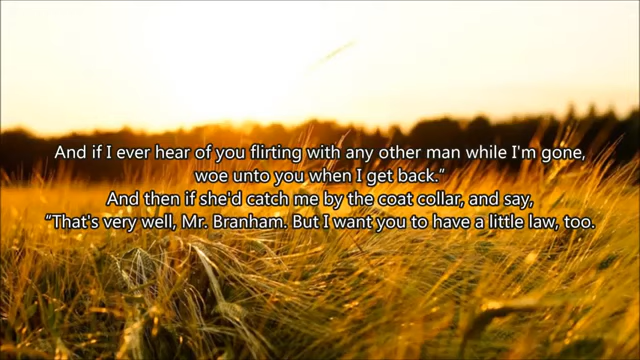 And if I ever hear of you flirting with any other man while I'm gone,
woe unto you when I get back.”
And then if she'd catch me by the coat collar, and say,
“That's very well, Mr. Branham. But I want you to have a little law, too.